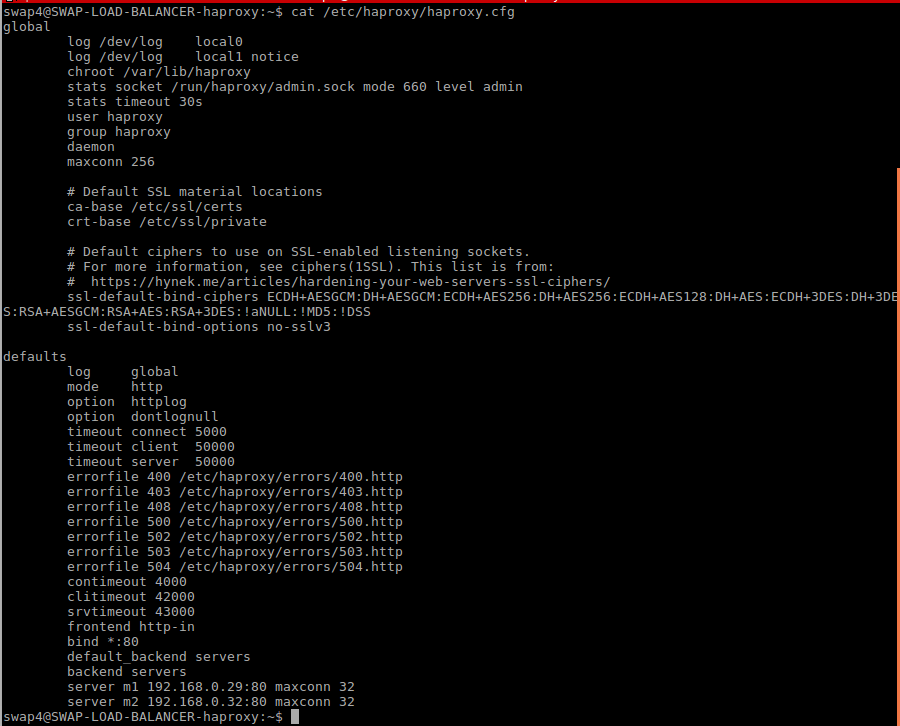 swap4@SWAP-LOAD-BALANCER-haproxy:~$ cat /etc/haproxy/haproxy.cfg
global
        log /dev/log    local0
        log /dev/log    local1 notice
        chroot /var/lib/haproxy
        stats socket /run/haproxy/admin.sock mode 660 level admin
        stats timeout 30s
        user haproxy
        group haproxy
        daemon
        maxconn 256

        # Default SSL material locations
        ca-base /etc/ssl/certs
        crt-base /etc/ssl/private

        # Default ciphers to use on SSL-enabled listening sockets.
        # For more information, see ciphers(1SSL). This list is from:
        #  https://hynek.me/articles/hardening-your-web-servers-ssl-ciphers/
        ssl-default-bind-ciphers ECDH+AESGCM:DH+AESGCM:ECDH+AES256:DH+AES256:ECDH+AES128:DH+AES:ECDH+3DES:DH+3DE
S:RSA+AESGCM:RSA+AES:RSA+3DES:!aNULL:!MD5:!DSS
        ssl-default-bind-options no-sslv3

defaults
        log     global
        mode    http
        option  httplog
        option  dontlognull
        timeout connect 5000
        timeout client  50000
        timeout server  50000
        errorfile 400 /etc/haproxy/errors/400.http
        errorfile 403 /etc/haproxy/errors/403.http
        errorfile 408 /etc/haproxy/errors/408.http
        errorfile 500 /etc/haproxy/errors/500.http
        errorfile 502 /etc/haproxy/errors/502.http
        errorfile 503 /etc/haproxy/errors/503.http
        errorfile 504 /etc/haproxy/errors/504.http
        contimeout 4000
        clitimeout 42000
        srvtimeout 43000
        frontend http-in
        bind *:80
        default_backend servers
        backend servers
        server m1 192.168.0.29:80 maxconn 32
        server m2 192.168.0.32:80 maxconn 32
swap4@SWAP-LOAD-BALANCER-haproxy:~$